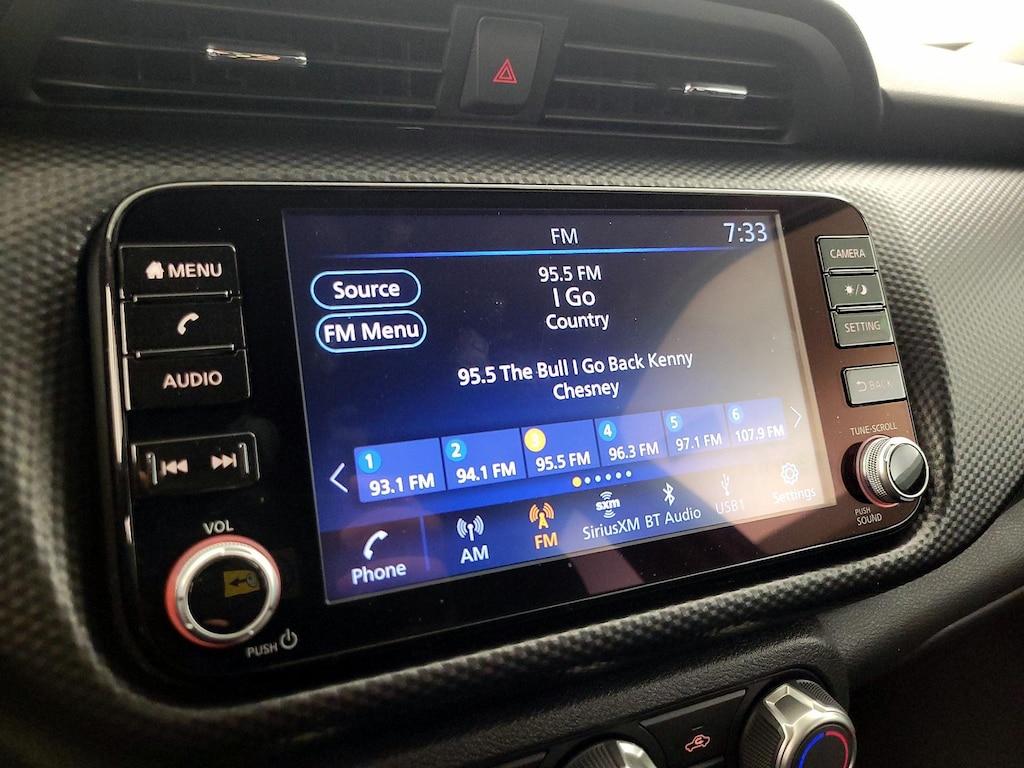 FM
7:33
MENU
AUDIO
VOL
PUSH
Source
FM Menu
95.5 FM
I Go
Country
95.5 The Bull I Go Back Kenny
Chesney
1 2 3 4 5 6
93.1 FM 94.1 FM 95.5 FM 96.3 FM 97.1 FM 107.9 FM
Phone
AM
FM
sxm
SiriusXM
BT Audio
USB1
Settings
CAMERA
SETTING
BACK
TUNE-SCROLL
PUSH
SOUND